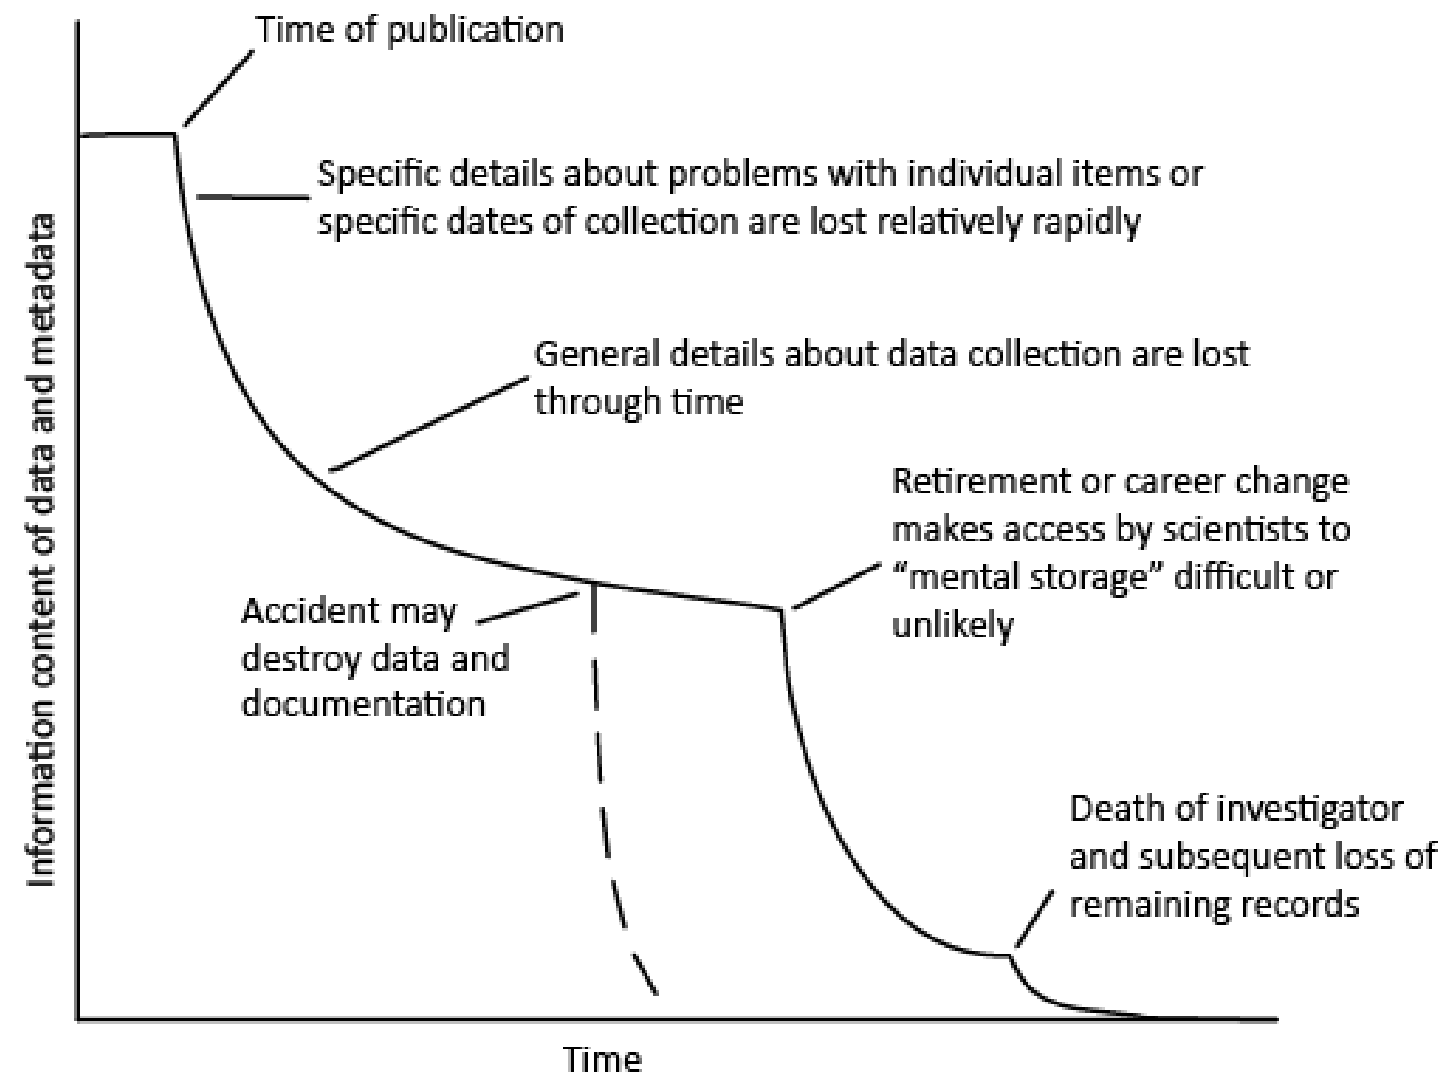 Time of publication
Specific details about problems with individual items or
specific dates of collection are lost relatively rapidly
General details about data collection are lost
through time
Retirement or career change
makes access by scientists to
“mental storage” difficult or
unlikely
Accident may
destroy data and
documentation
Death of investigator
and subsequent loss of
remaining records
Information content of data and metadata
Time